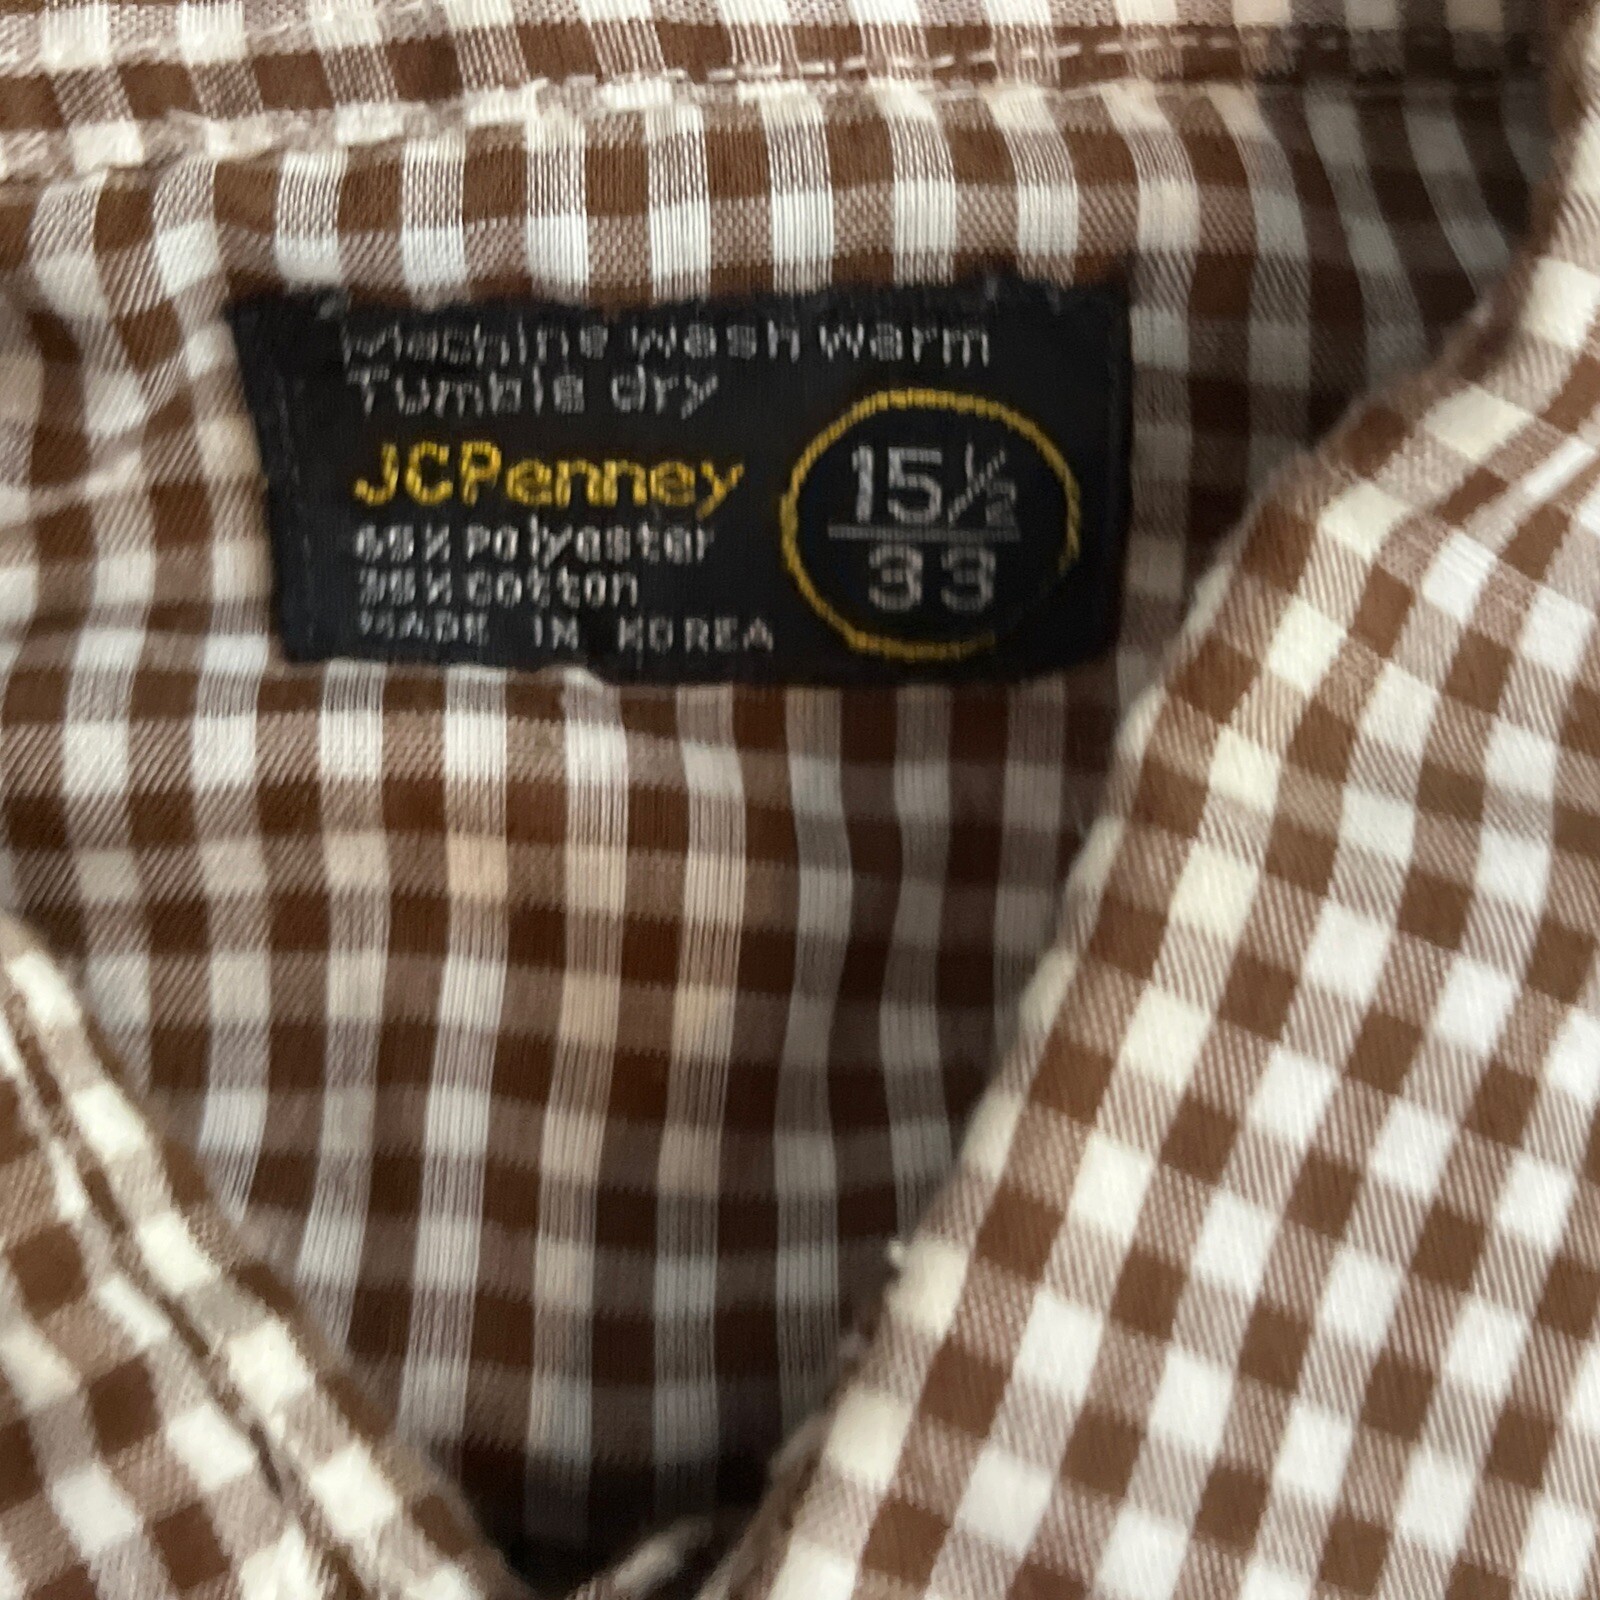 Machine wash warm
Tumble dry
JCPenney
65% Polyester
35% cotton
MADE IN KOREA
15½
33